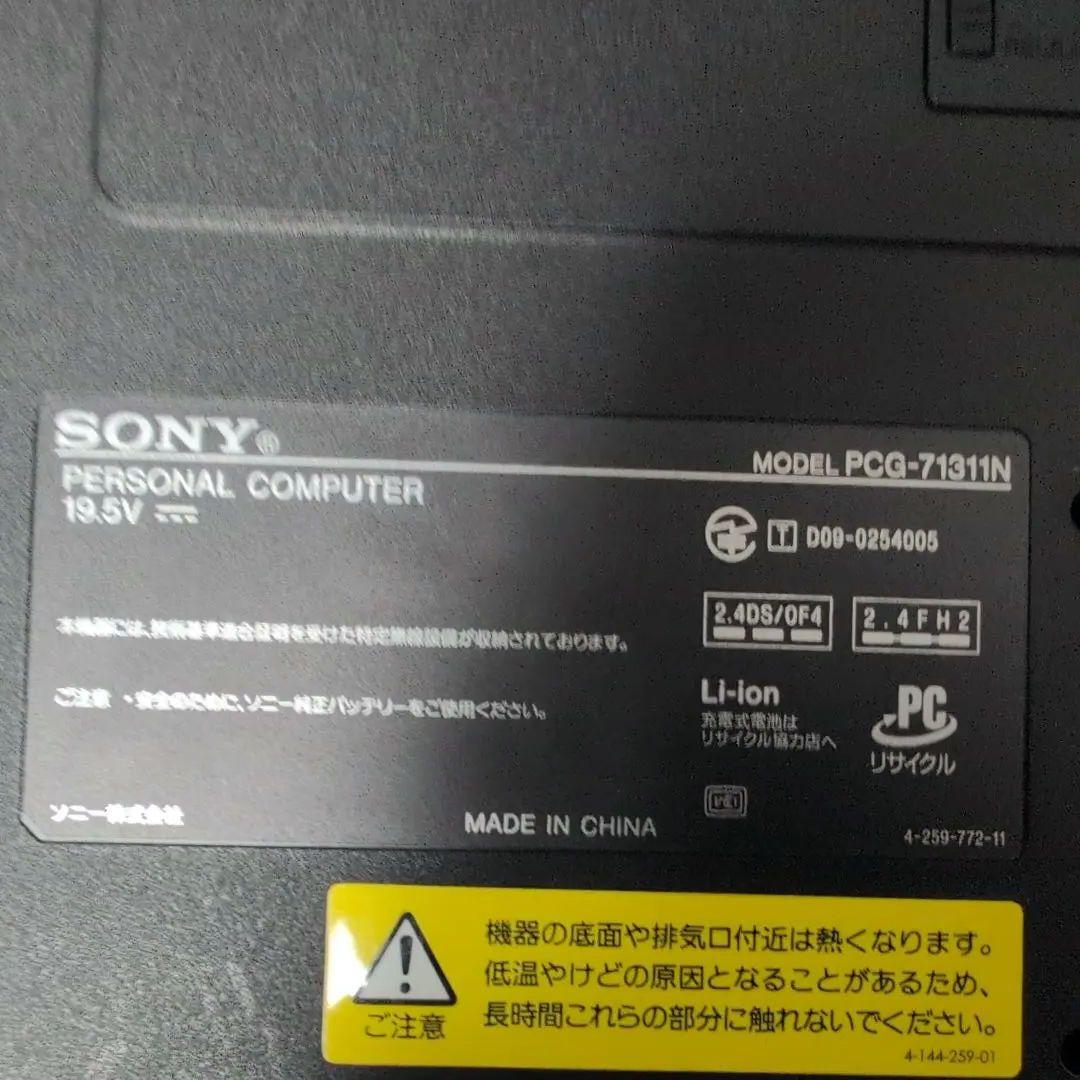 SONY®
MODEL PCG-71311N
PERSONAL COMPUTER
19.5V
T D09-0254005
2.4DS/OF4 2.4FH2
本機器には、技術基準適合証明を受けた特定無線設備が収納されております。
ご注意 ・安全のために、ソニー純正バッテリーをご使用ください。
Li-ion
充電式電池は
リサイクル協力店へ
PC
リサイクル
VCI
ソニー株式会社
MADE IN CHINA
4-259-772-11
機器の底面や排気口付近は熱くなります。
低温やけどの原因となることがあるため、
長時間これらの部分に触れないでください。
ご注意
4-144-259-01